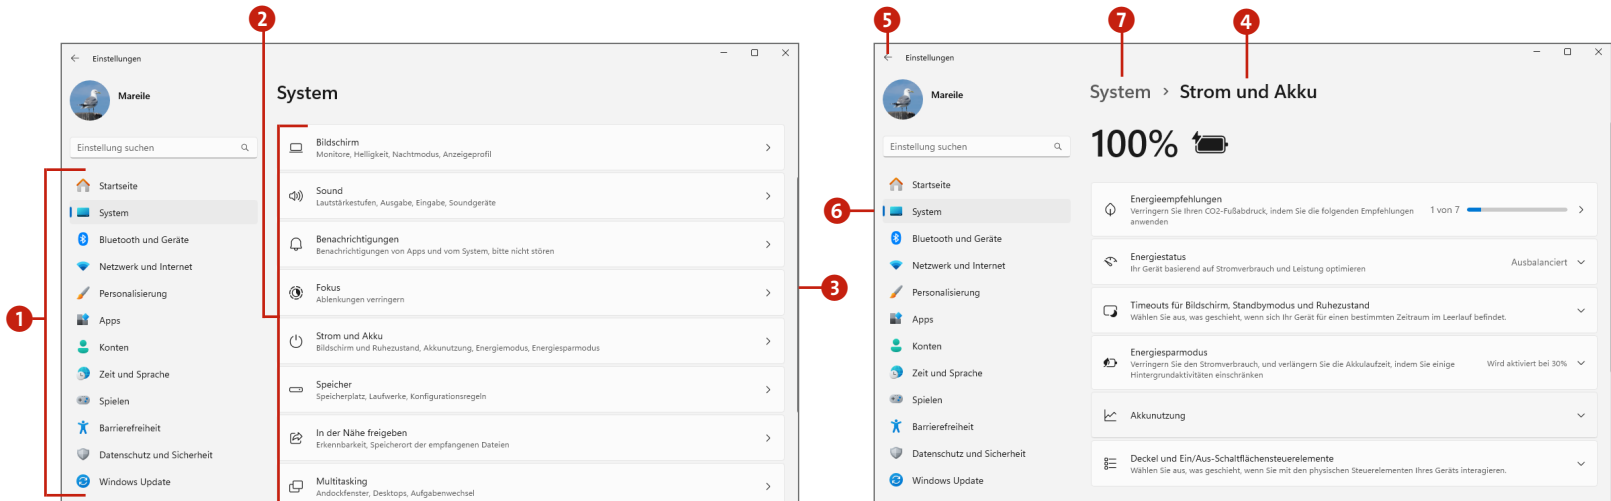 2
5
7
4
Einstellungen
Mareile
System
Einstellung suchen
1
Startseite
System
Bluetooth und Geräte
Netzwerk und Internet
Personalisierung
Apps
Konten
Zeit und Sprache
Spielen
Barrierefreiheit
Datenschutz und Sicherheit
Windows Update
Bildschirm
Monitore, Helligkeit, Nachtmodus, Anzeigeprofil
Sound
Lautstärkestufen, Ausgabe, Eingabe, Soundgeräte
Benachrichtigungen
Benachrichtigungen von Apps und vom System, bitte nicht stören
Fokus
Ablenkungen verringern
3
Strom und Akku
Bildschirm und Ruhezustand, Akkunutzung, Energiemodus, Energiesparmodus
Speicher
Speicherplatz, Laufwerke, Konfigurationsregeln
In der Nähe freigeben
Erkennbarkeit, Speicherort der empfangenen Dateien
Multitasking
Andockfenster, Desktops, Aufgabenwechsel
Einstellungen
Mareile
System > Strom und Akku
Einstellung suchen
100%
6
Startseite
System
Bluetooth und Geräte
Netzwerk und Internet
Personalisierung
Apps
Konten
Zeit und Sprache
Spielen
Barrierefreiheit
Datenschutz und Sicherheit
Windows Update
Energieempfehlungen
Verringern Sie Ihren CO2-Fußabdruck, indem Sie die folgenden Empfehlungen
anwenden
1 von 7
Energiestatus
Ihr Gerät basierend auf Stromverbrauch und Leistung optimieren
Ausbalanciert
Timeouts für Bildschirm, Standbymodus und Ruhezustand
Wählen Sie aus, was geschieht, wenn sich Ihr Gerät für einen bestimmten Zeitraum im Leerlauf befindet.
Energiesparmodus
Verringern Sie den Stromverbrauch, und verlängern Sie die Akkulaufzeit, indem Sie einige
Hintergrundaktivitäten einschränken
Wird aktiviert bei 30%
Akkunutzung
Deckel und Ein/Aus-Schaltflächensteuerelemente
Wählen Sie aus, was geschieht, wenn Sie mit den physischen Steuerelementen Ihres Geräts interagieren.